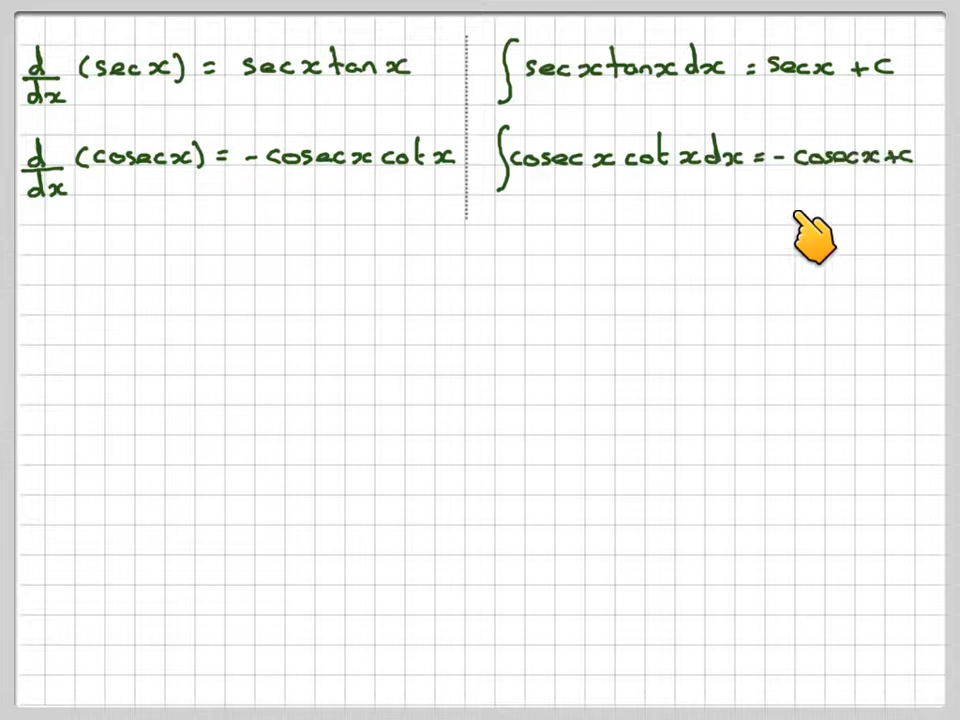 d/dx (sec x) = sec x tan x
d/dx (cosec x) = - cosec x cot x
∫ sec x tan x dx = sec x + c
∫ cosec x cot x dx = - cosec x + c